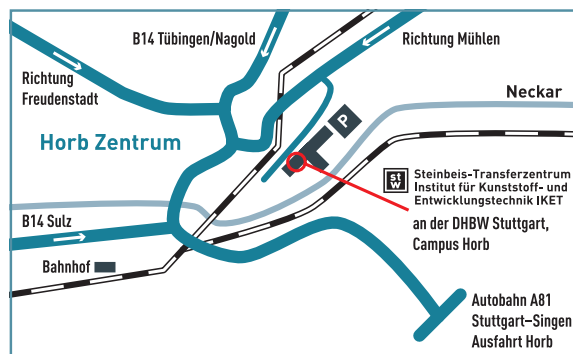 B14 Tübingen/Nagold
Richtung Mühlen
Richtung
Freudenstadt
Neckar
P
Horb Zentrum
stw
Steinbeis-Transferzentrum
Institut für Kunststoff- und
Entwicklungstechnik IKET
an der DHBW Stuttgart,
Campus Horb
B14 Sulz
Bahnhof
Autobahn A81
Stuttgart–Singen
Ausfahrt Horb